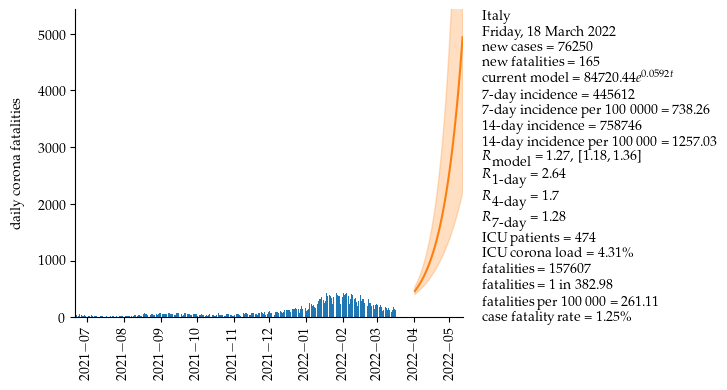 Italy
Friday, 18 March 2022
new cases = 76250
new fatalities = 165
current model = 84720.44e^0.0592t
7-day incidence = 445612
7-day incidence per 100 0000 = 738.26
14-day incidence = 758746
14-day incidence per 100 000 = 1257.03
R_model = 1.27, [1.18, 1.36]
R_1-day = 2.64
R_4-day = 1.7
R_7-day = 1.28
ICU patients = 474
ICU corona load = 4.31%
fatalities = 157607
fatalities = 1 in 382.98
fatalities per 100 000 = 261.11
case fatality rate = 1.25%
daily corona fatalities
5000
4000
3000
2000
1000
0
2021−07
2021−08
2021−09
2021−10
2021−11
2021−12
2022−01
2022−02
2022−03
2022−04
2022−05